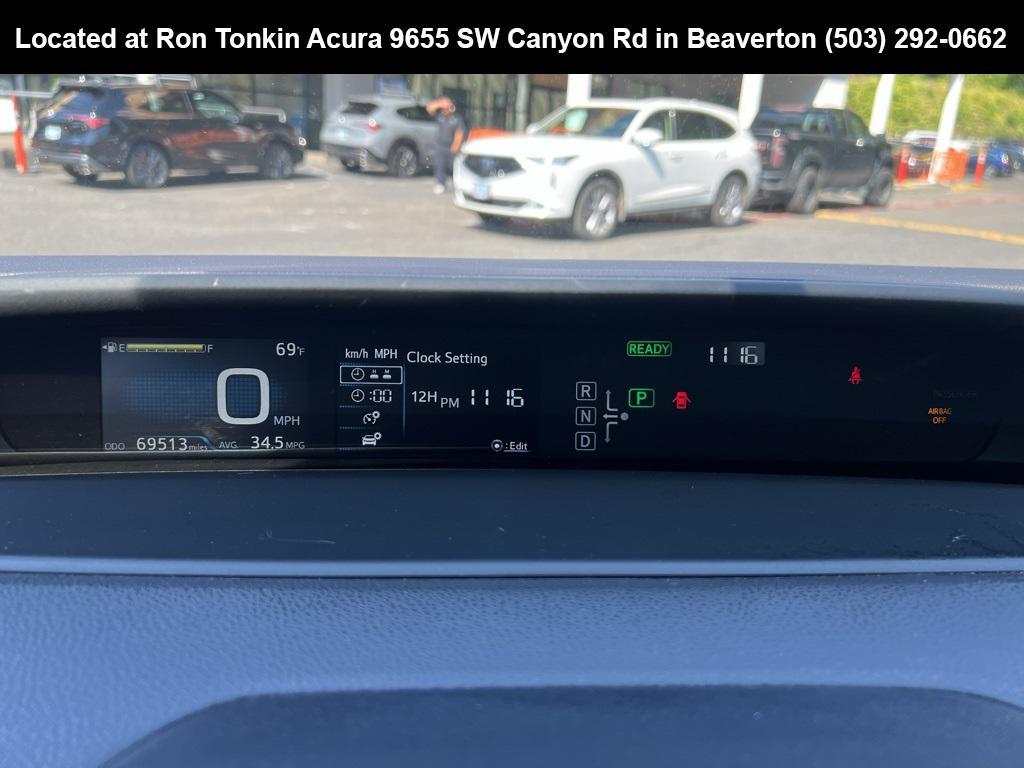 Located at Ron Tonkin Acura 9655 SW Canyon Rd in Beaverton (503) 292-0662
E F 69°F
0 MPH
ODO 69513 miles AVG. 34.5 MPG
km/h MPH Clock Setting
H M
:00 12H PM 11 16
:Edit
READY 11 16
R
N
D
P
PASSENGER
AIRBAG
OFF